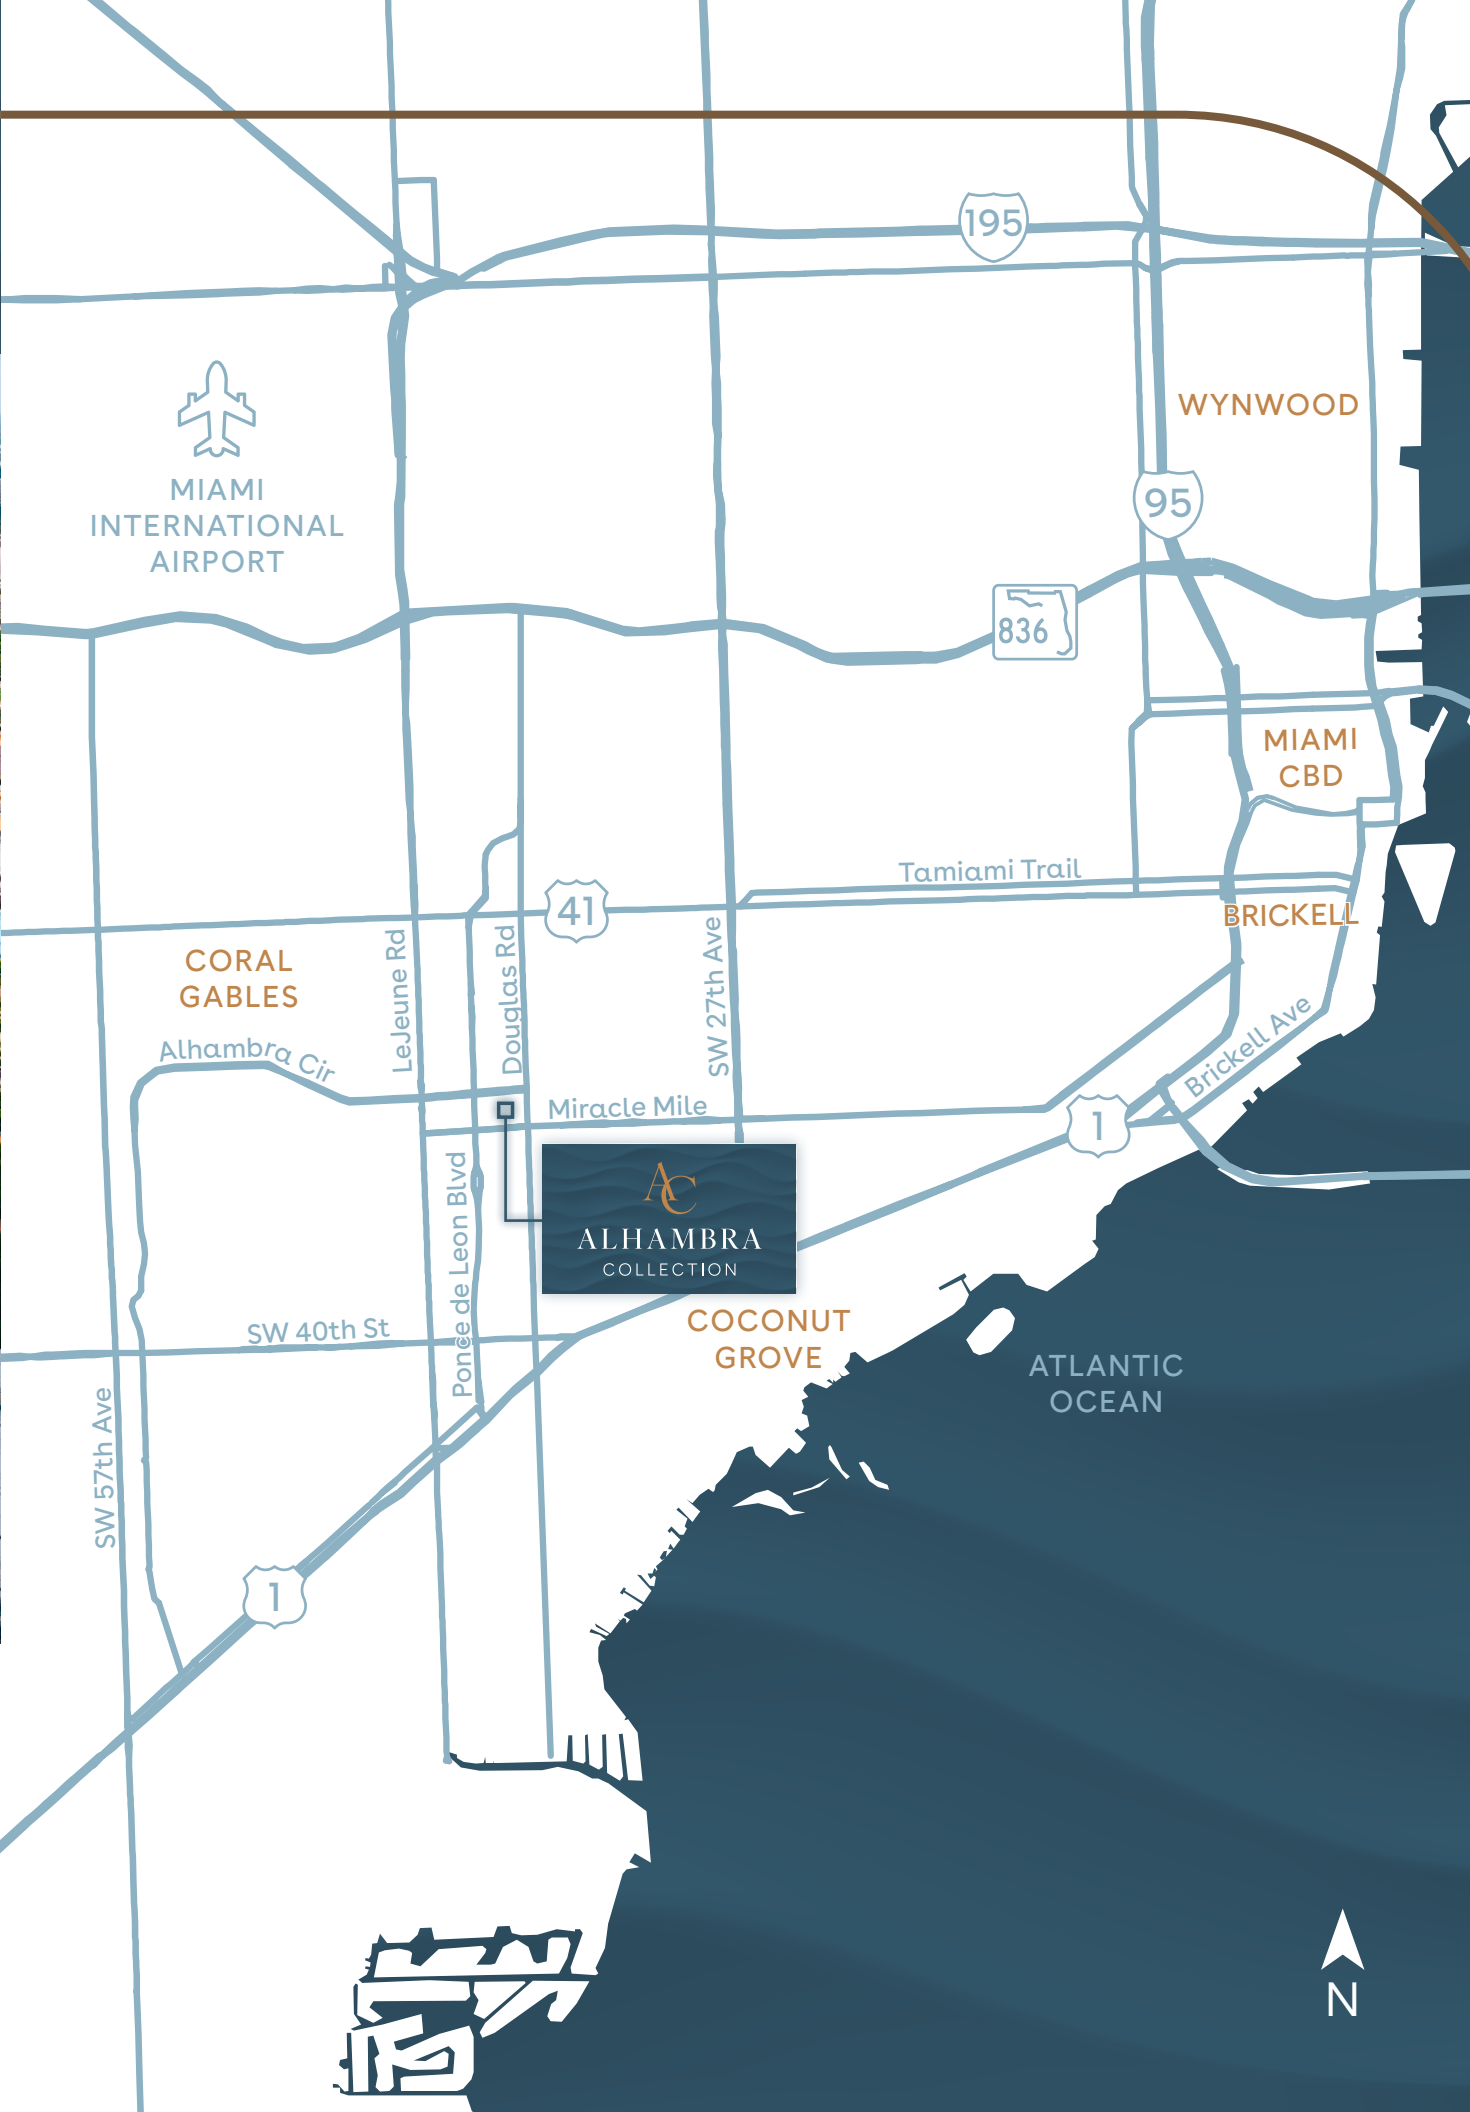 195
WYNWOOD
MIAMI
INTERNATIONAL
AIRPORT
95
836
MIAMI
CBD
Tamiami Trail
41
BRICKELL
CORAL
GABLES
LeJeune Rd
Douglas Rd
SW 27th Ave
Alhambra Cir
Brickell Ave
Miracle Mile
1
Ponce de Leon Blvd
AC
ALHAMBRA
COLLECTION
SW 40th St
COCONUT
GROVE
ATLANTIC
OCEAN
SW 57th Ave
1
N